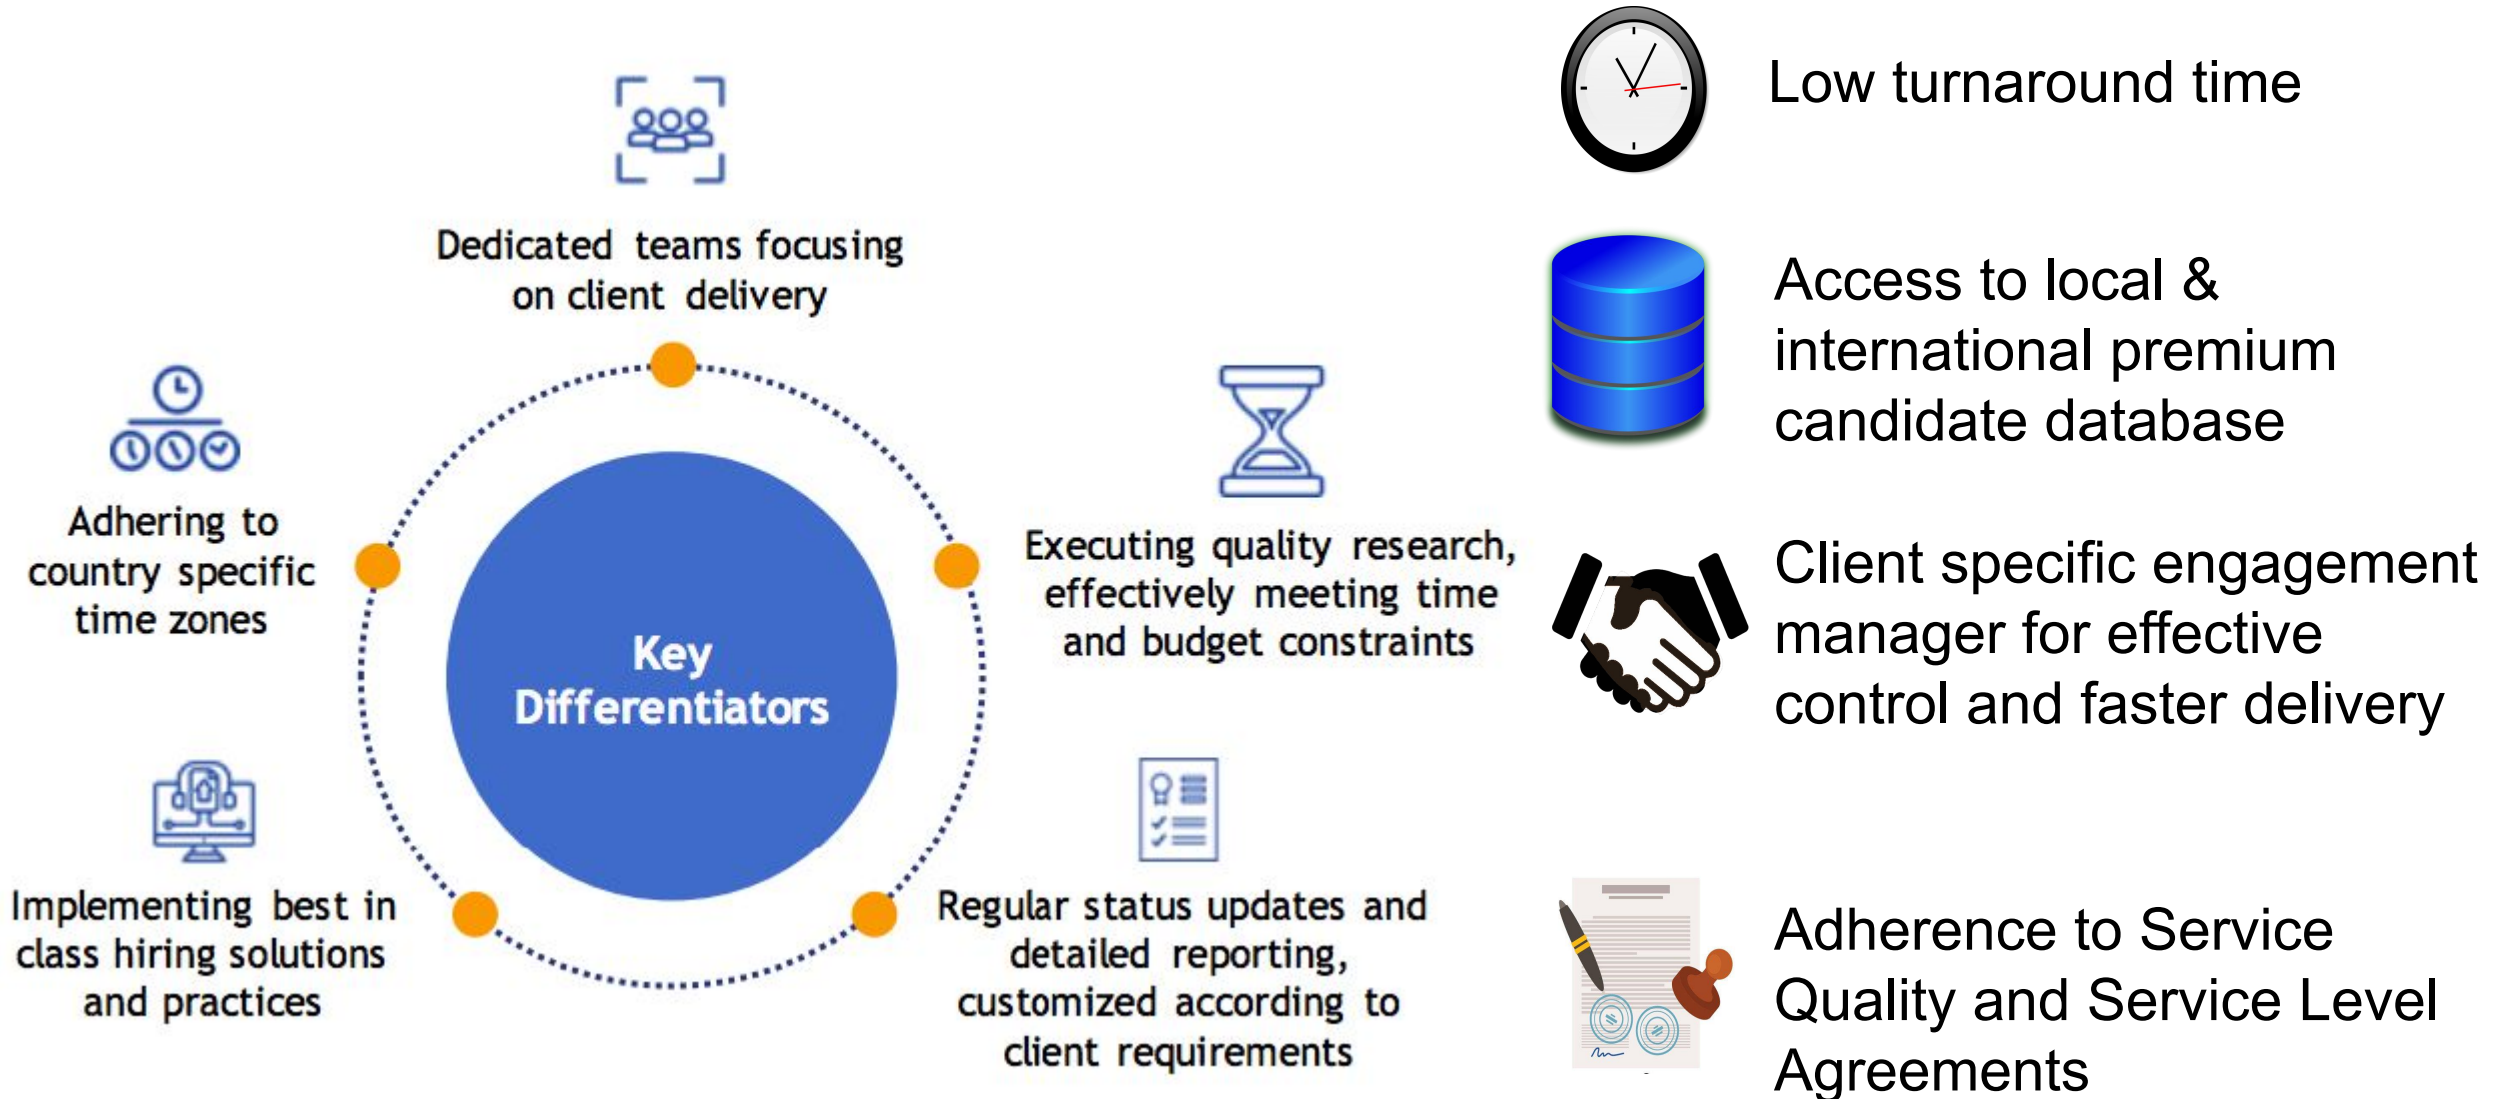 Dedicated teams focusing
on client delivery
Adhering to
country specific
time zones
Executing quality research,
effectively meeting time
and budget constraints
Key
Differentiators
Implementing best in
class hiring solutions
and practices
Regular status updates and
detailed reporting,
customized according to
client requirements
Low turnaround time
Access to local &
international premium
candidate database
Client specific engagement
manager for effective
control and faster delivery
Adherence to Service
Quality and Service Level
Agreements